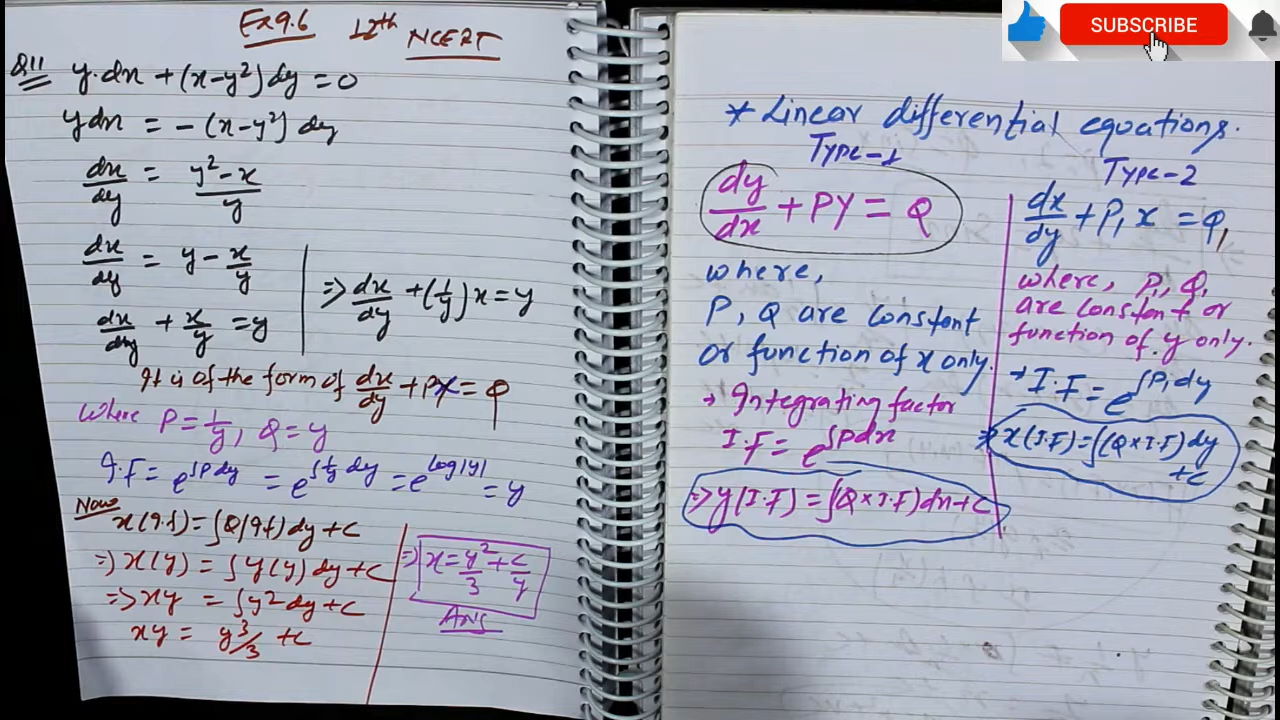 Ex 9.6 12th NCERT
Q11 y.dx + (x-y²) dy = 0
ydx = -(x-y²) dy
dx/dy = (y²-x)/y
dx/dy = y - x/y
dx/dy + x/y = y
⇒ dx/dy + (1/y) x = y
It is of the form of dx/dy + Px = Q
where P = 1/y, Q = y
I.F = e^∫P dy = e^∫1/y dy = e^log|y| = y
Now
x(I.F) = ∫Q(I.F) dy + c
⇒ x(y) = ∫y(y) dy + c
⇒ xy = ∫y² dy + c
xy = y³/3 + c
⇒ x = y²/3 + c/y
Ans
SUBSCRIBE
* Linear differential equations.
Type-1
dy/dx + PY = Q
where,
P, Q are constant
or function of x only.
→ Integrating factor
I.F = e^∫Pdx
⇒ y(I.F) = ∫(Q×I.F)dx+c
Type-2
dx/dy + P₁ x = Q₁
where, P₁, Q₁
are constant or
function of y only.
→ I.F = e^∫P₁dy
⇒ x(I.F) = ∫(Q×I.F) dy
+c